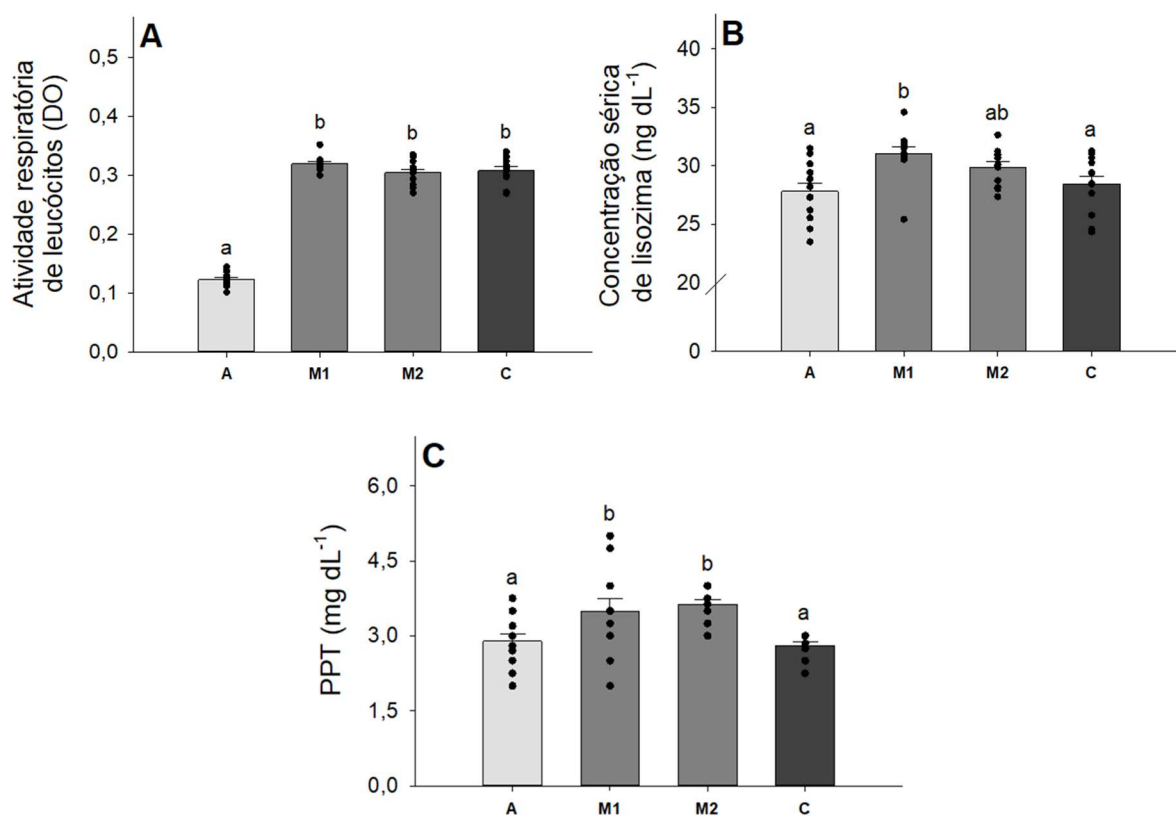 A
Atividade respiratória
de leucócitos (DO)
0,5
0,4
0,3
0,2
0,1
0,0
a
b
b
b
A
M1
M2
C
B
Concentração sérica
de lisozima (ng dL⁻¹)
40
35
30
25
20
0
a
b
ab
a
A
M1
M2
C
C
PPT (mg dL⁻¹)
6,0
4,5
3,0
1,5
0,0
a
b
b
a
A
M1
M2
C